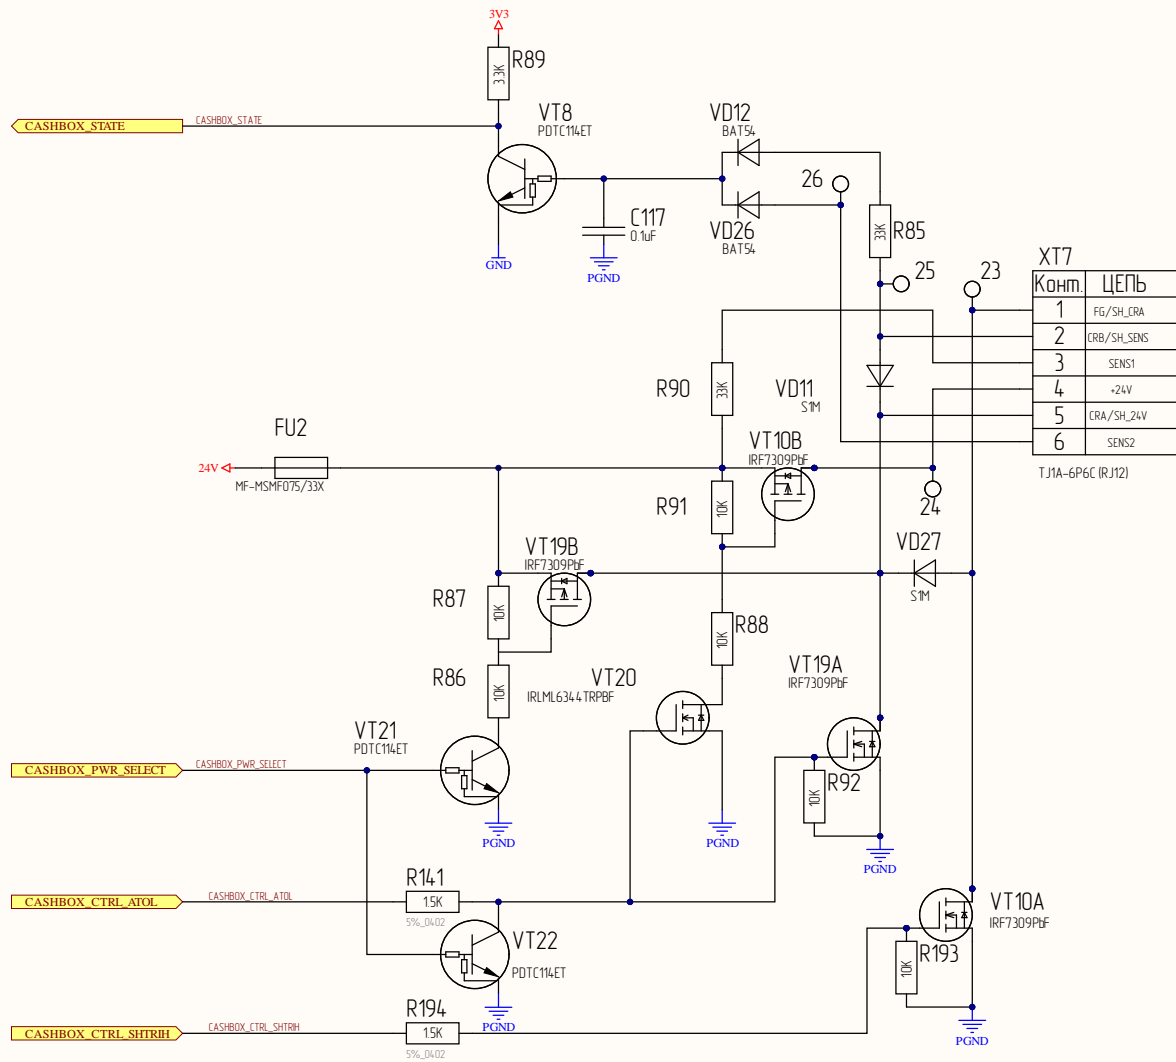 3V3
R89
3.3K
CASHBOX_STATE
CASHBOX_STATE
VT8
PDTC114ET
GND
C117
0.1uF
PGND
VD12
BAT54
VD26
BAT54
26
R85
33K
25
23
XT7
Конт. ЦЕПЬ
1 FG/SH_CRA
2 CRB/SH_SENS
3 SENS1
4 +24V
5 CRA/SH_24V
6 SENS2
TJ1A-6P6C (RJ12)
R90
33K
VD11
S1M
FU2
24V
MF-MSMF075/33X
VT10B
IRF7309PbF
24
R91
10K
VT19B
IRF7309PbF
VD27
S1M
R87
10K
R88
10K
R86
10K
VT20
IRLML6344TRPBF
VT19A
IRF7309PbF
VT21
PDTC114ET
CASHBOX_PWR_SELECT
CASHBOX_PWR_SELECT
R92
10K
PGND
PGND
PGND
CASHBOX_CTRL_ATOL
CASHBOX_CTRL_ATOL
R141
1.5K
5%_0402
VT22
PDTC114ET
PGND
VT10A
IRF7309PbF
R193
10K
PGND
CASHBOX_CTRL_SHTRIH
CASHBOX_CTRL_SHTRIH
R194
1.5K
5%_0402